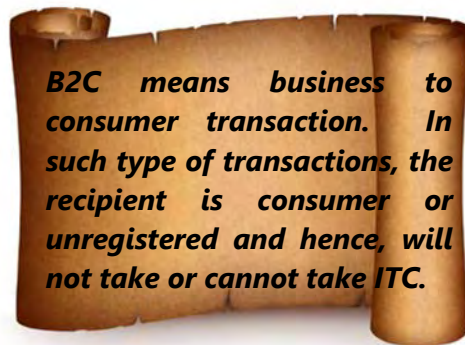 B2C means business to
consumer transaction. In
such type of transactions, the
recipient is consumer or
unregistered and hence, will
not take or cannot take ITC.